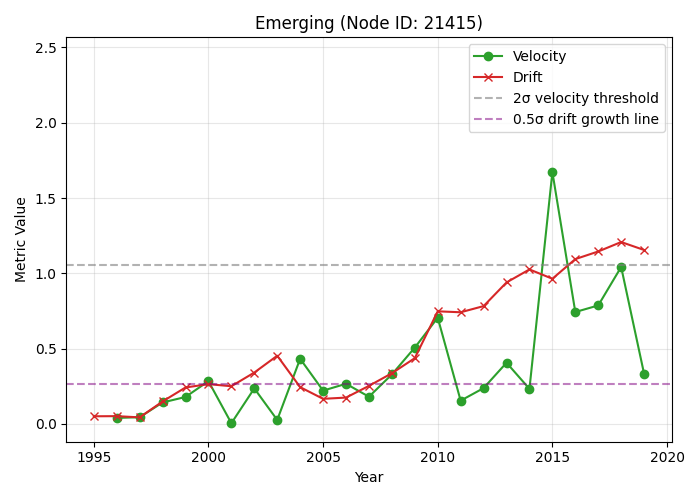 Emerging (Node ID: 21415)
2.5
2.0
1.5
1.0
0.5
0.0
Metric Value
Velocity
Drift
2σ velocity threshold
0.5σ drift growth line
1995
2000
2005
2010
2015
2020
Year